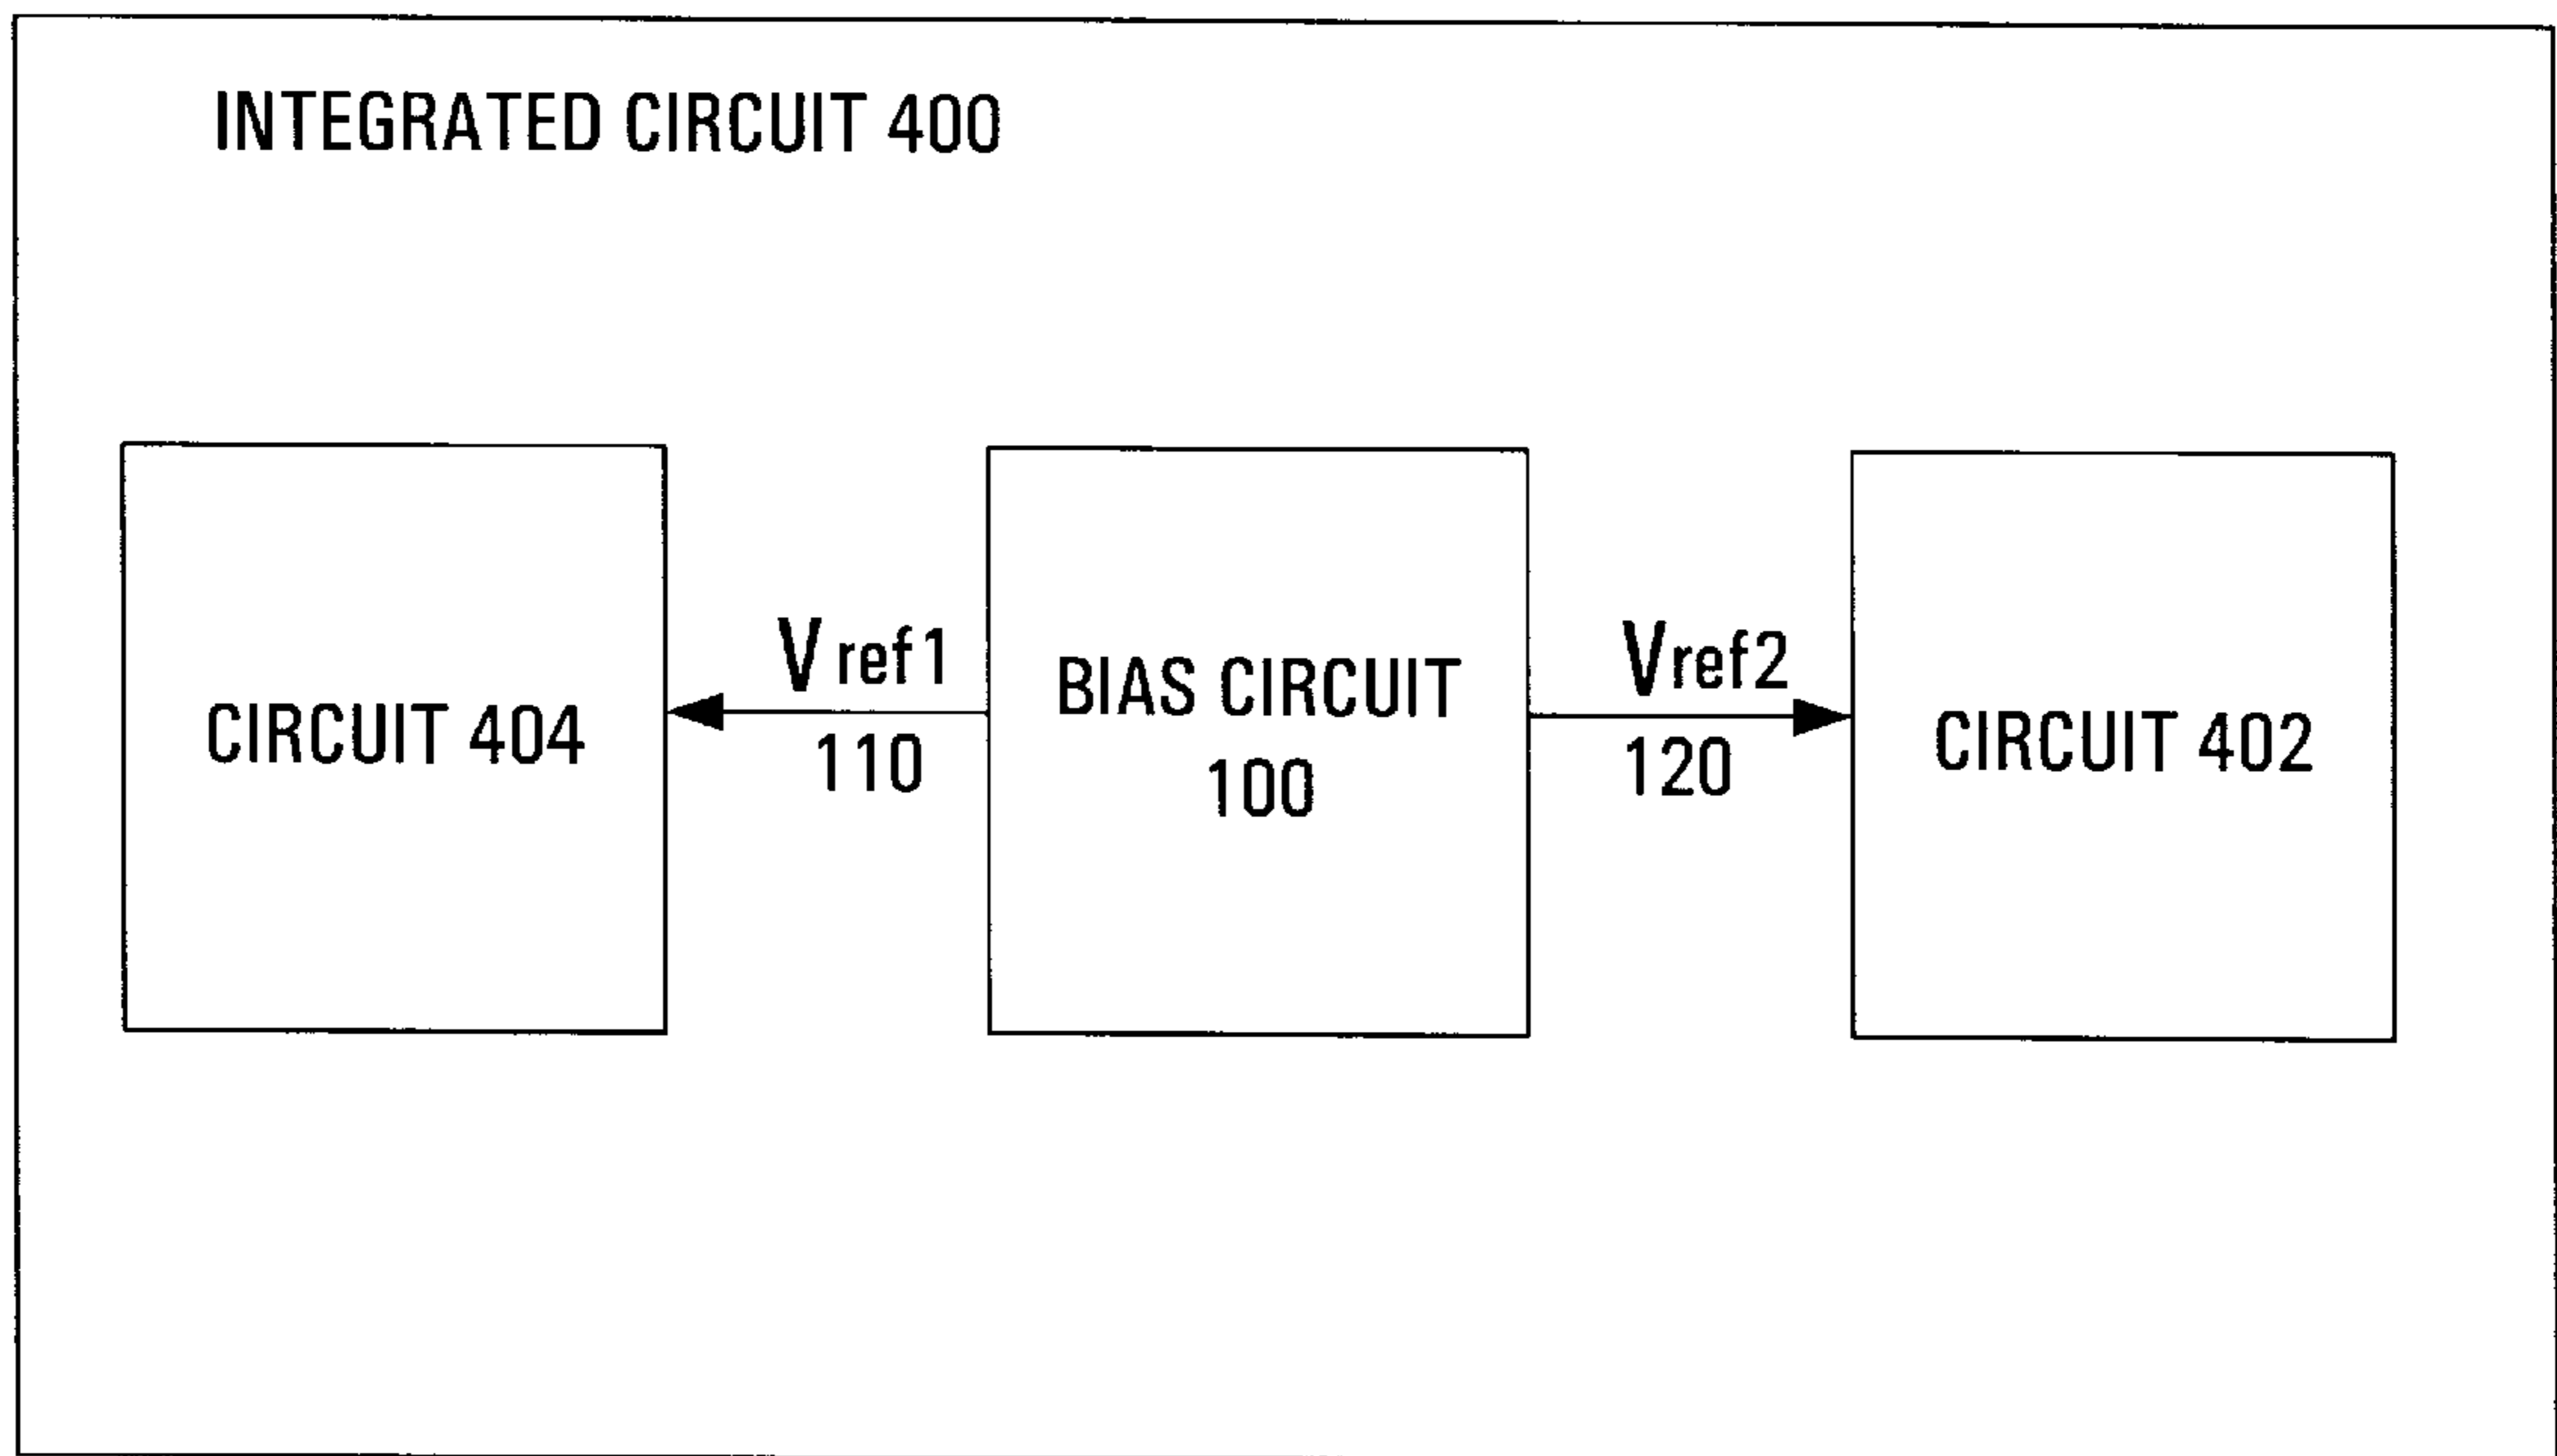 INTEGRATED CIRCUIT 400
CIRCUIT 404
Vref1
110
BIAS CIRCUIT
100
Vref2
120
CIRCUIT 402